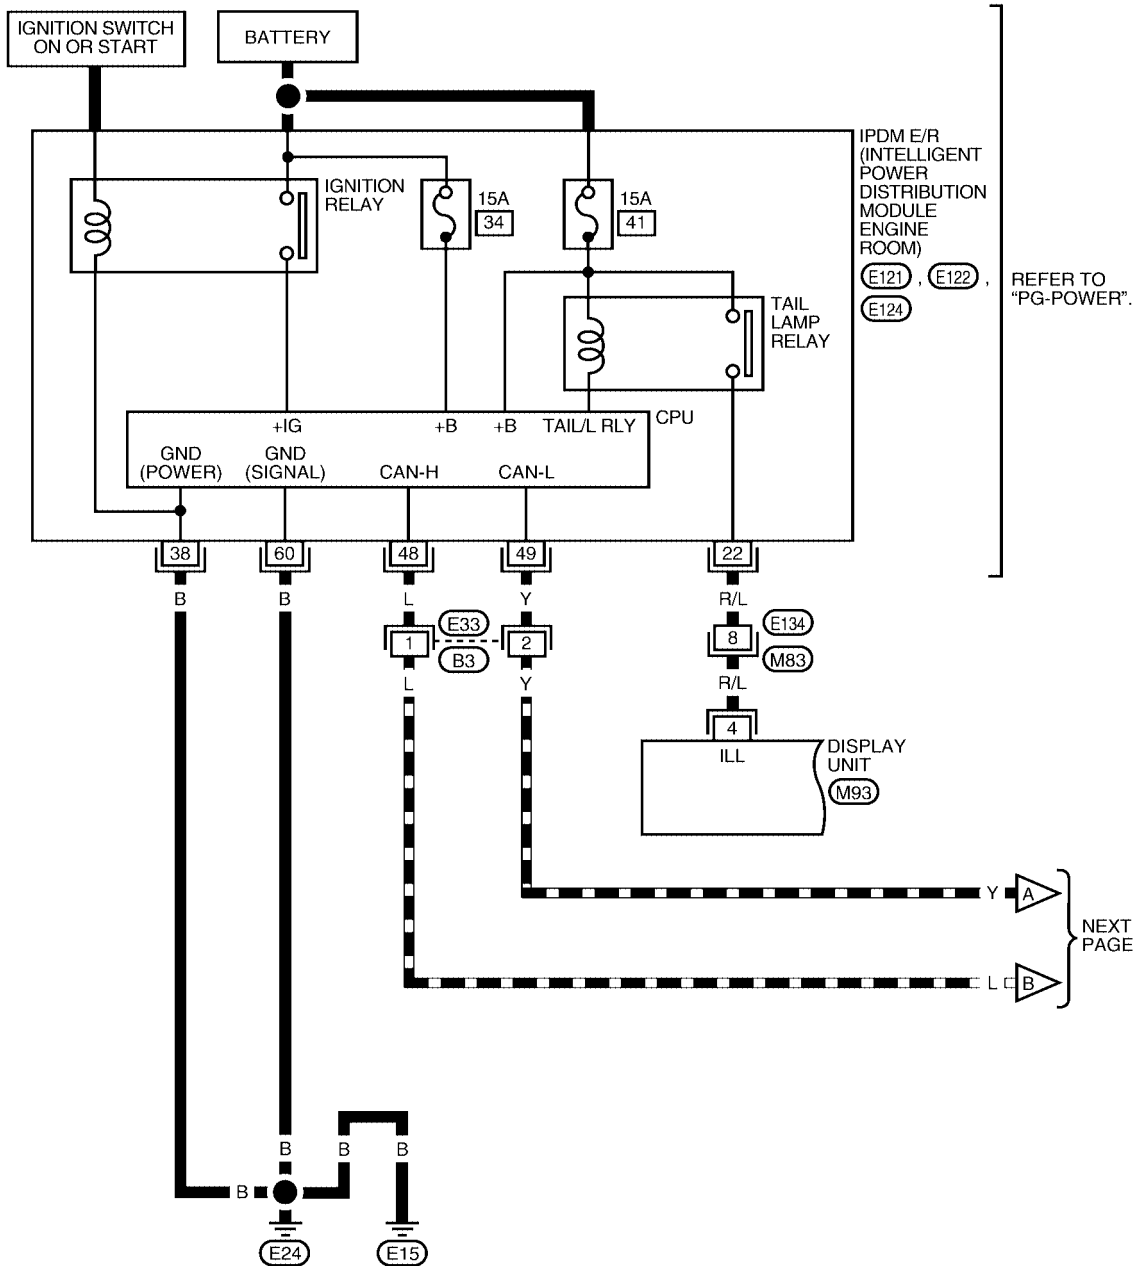 IGNITION SWITCH
ON OR START
BATTERY
IPDM E/R
(INTELLIGENT
POWER
DISTRIBUTION
MODULE
ENGINE
ROOM)
E121 , E122 ,
E124
REFER TO
“PG-POWER”.
IGNITION
RELAY
15A
34
15A
41
TAIL
LAMP
RELAY
CPU
+IG
+B
+B
TAIL/L RLY
GND
(POWER)
GND
(SIGNAL)
CAN-H
CAN-L
38
60
48
49
22
B
B
L
Y
R/L
1
E33
B3
2
8
E134
M83
L
Y
R/L
4
ILL
DISPLAY
UNIT
M93
Y
A
NEXT
PAGE
L
B
B
B
B
B
E24
E15